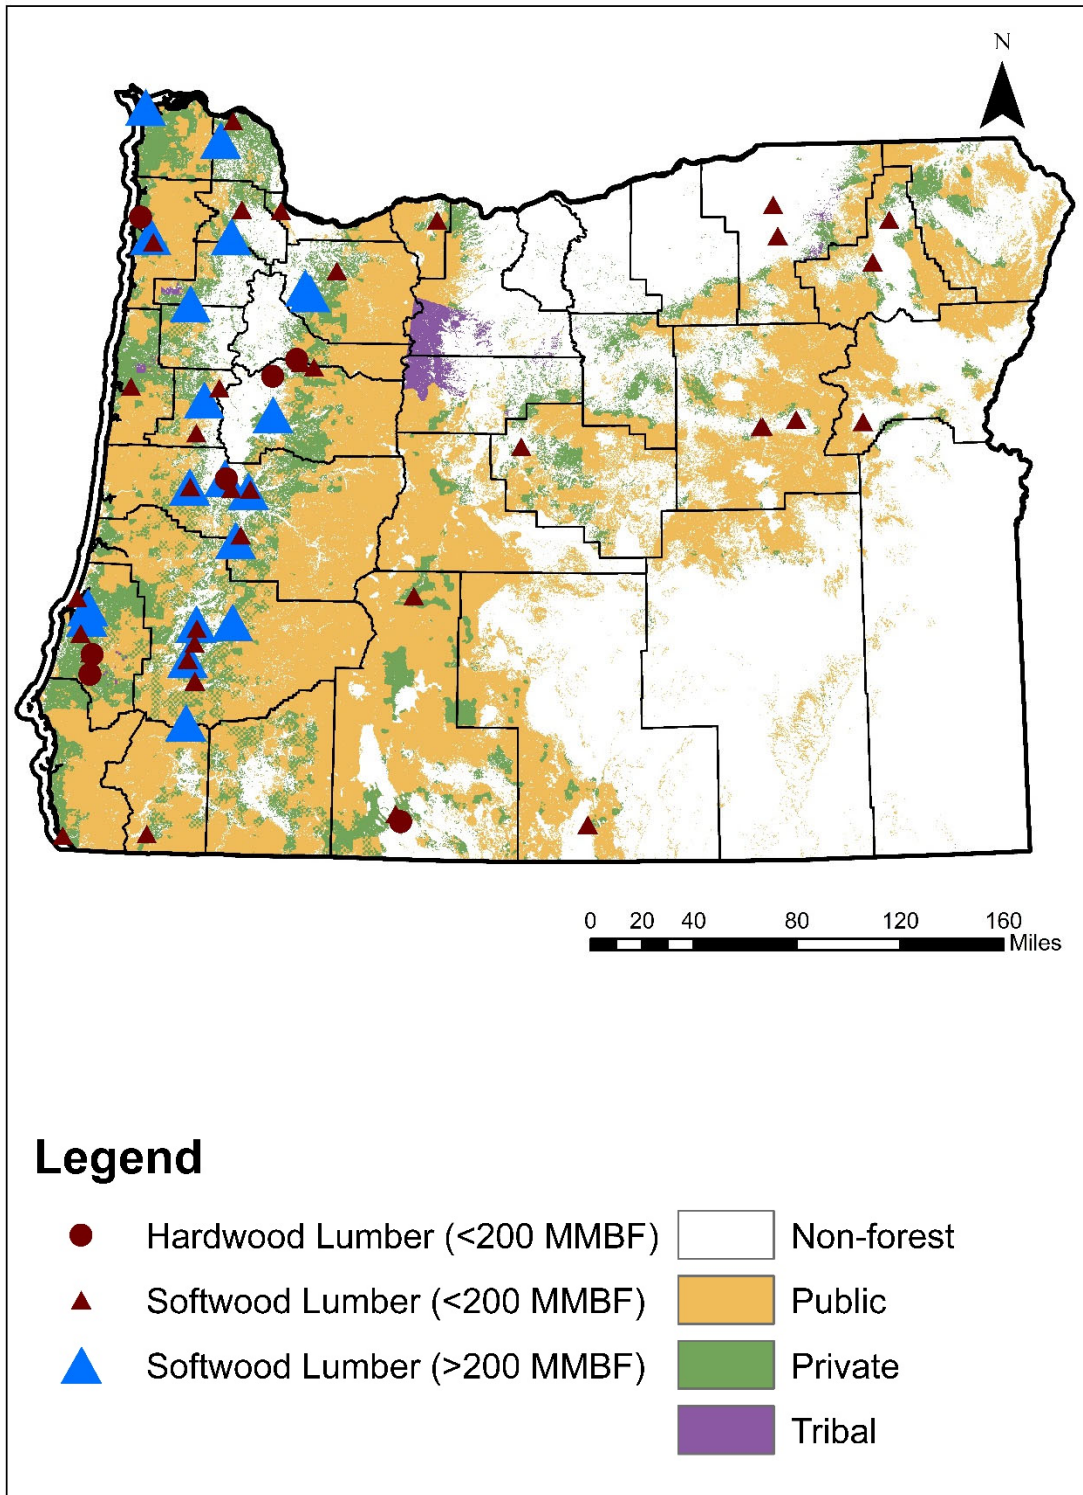 N
0 20 40 80 120 160
Miles
Legend
Hardwood Lumber (<200 MMBF)
Softwood Lumber (<200 MMBF)
Softwood Lumber (>200 MMBF)
Non-forest
Public
Private
Tribal